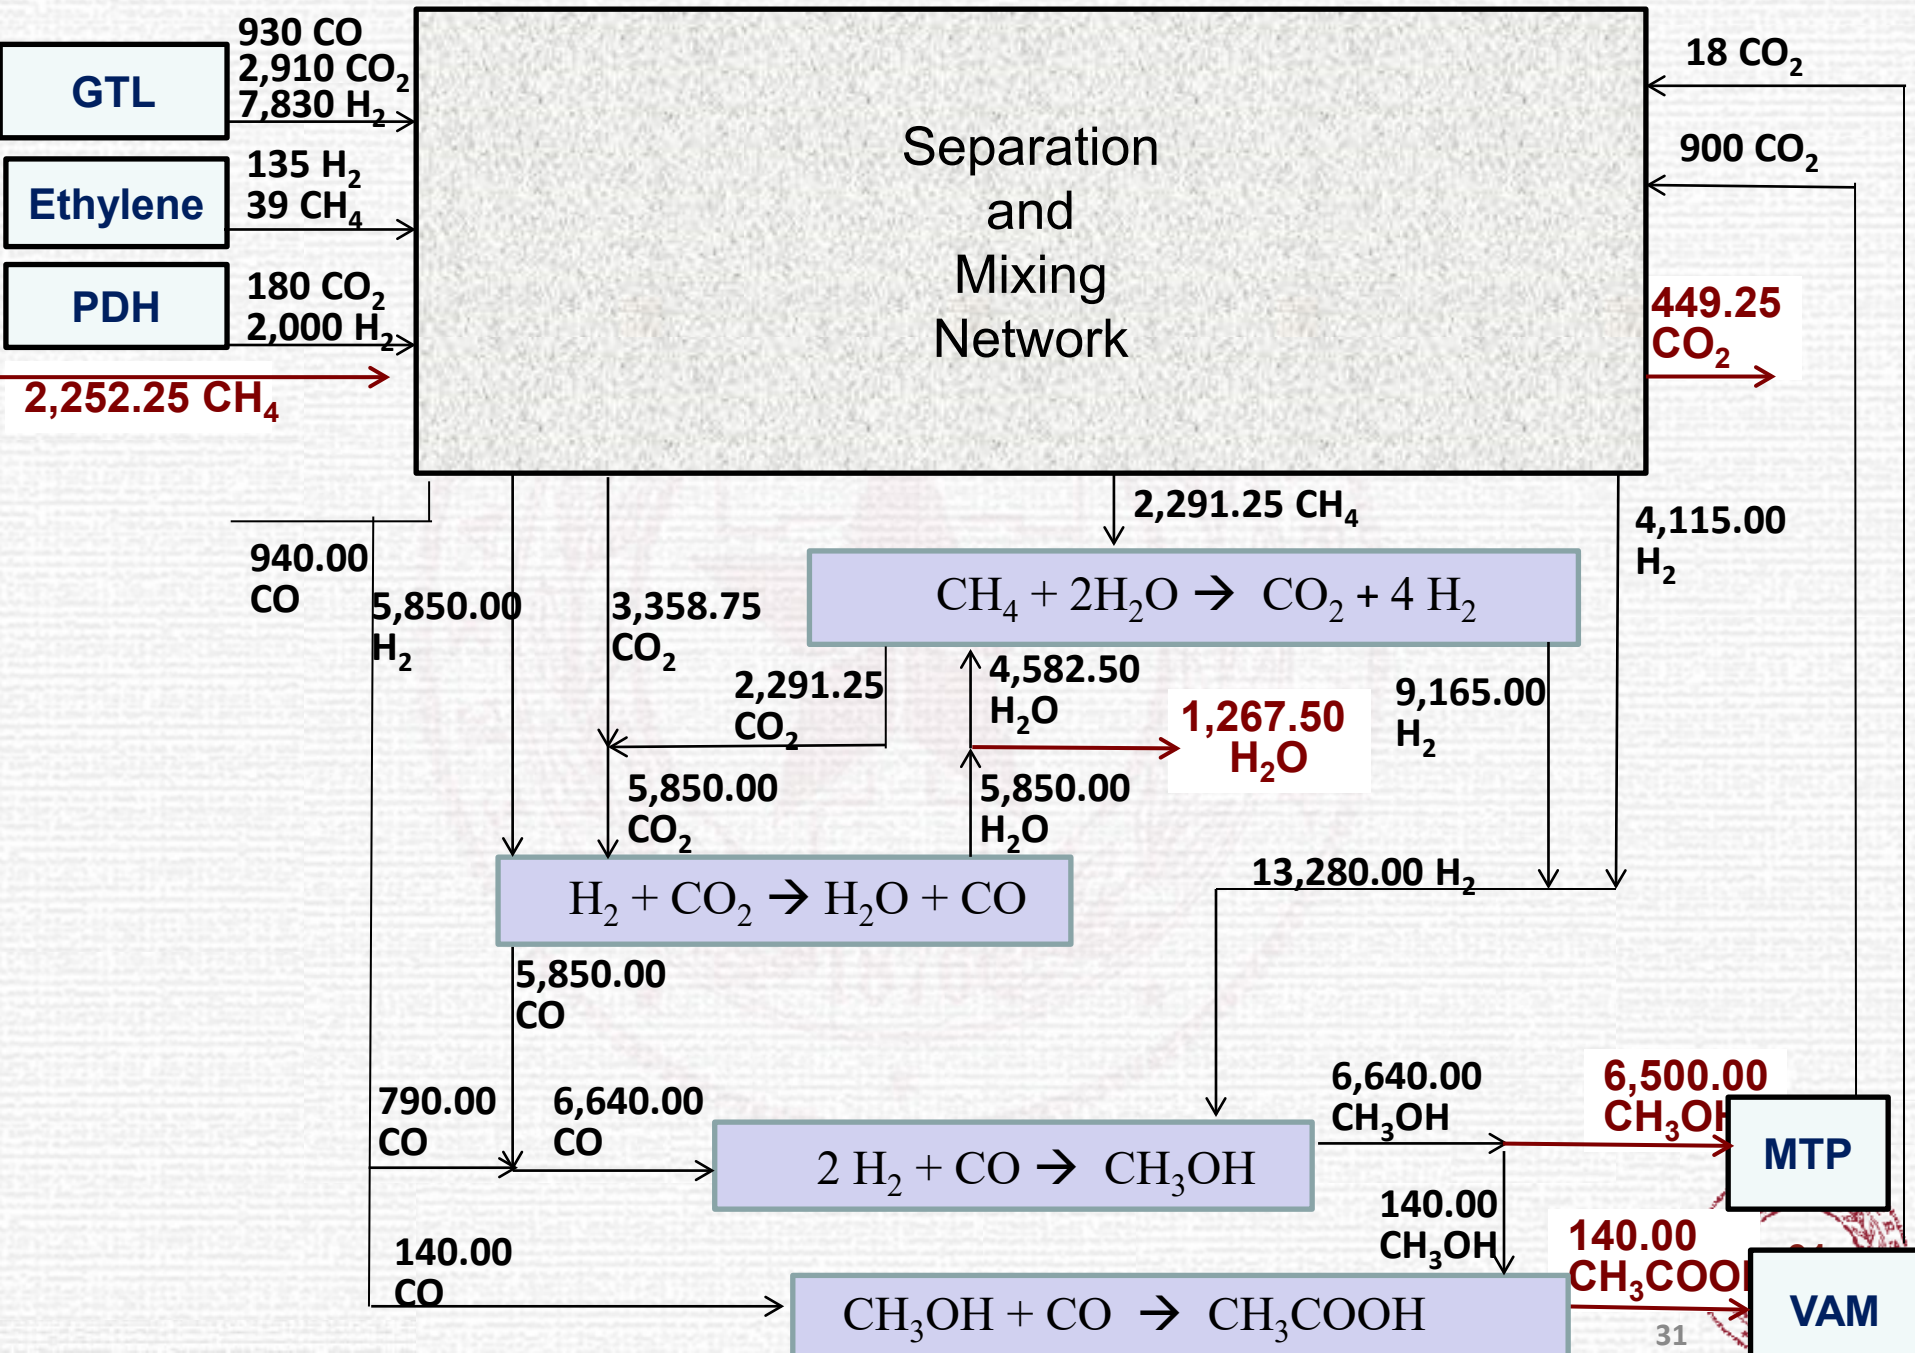 GTL
930 CO
2,910 CO₂
7,830 H₂
Ethylene
135 H₂
39 CH₄
PDH
180 CO₂
2,000 H₂
2,252.25 CH₄
Separation
and
Mixing
Network
18 CO₂
900 CO₂
449.25
CO₂
940.00
CO
5,850.00
H₂
3,358.75
CO₂
2,291.25 CH₄
4,115.00
H₂
CH₄ + 2H₂O → CO₂ + 4 H₂
2,291.25
CO₂
4,582.50
H₂O
1,267.50
H₂O
9,165.00
H₂
5,850.00
CO₂
5,850.00
H₂O
13,280.00 H₂
H₂ + CO₂ → H₂O + CO
5,850.00
CO
790.00
CO
6,640.00
CO
2 H₂ + CO → CH₃OH
6,640.00
CH₃OH
6,500.00
CH₃OH
MTP
140.00
CH₃OH
140.00
CH₃COO
VAM
140.00
CO
CH₃OH + CO → CH₃COOH
31